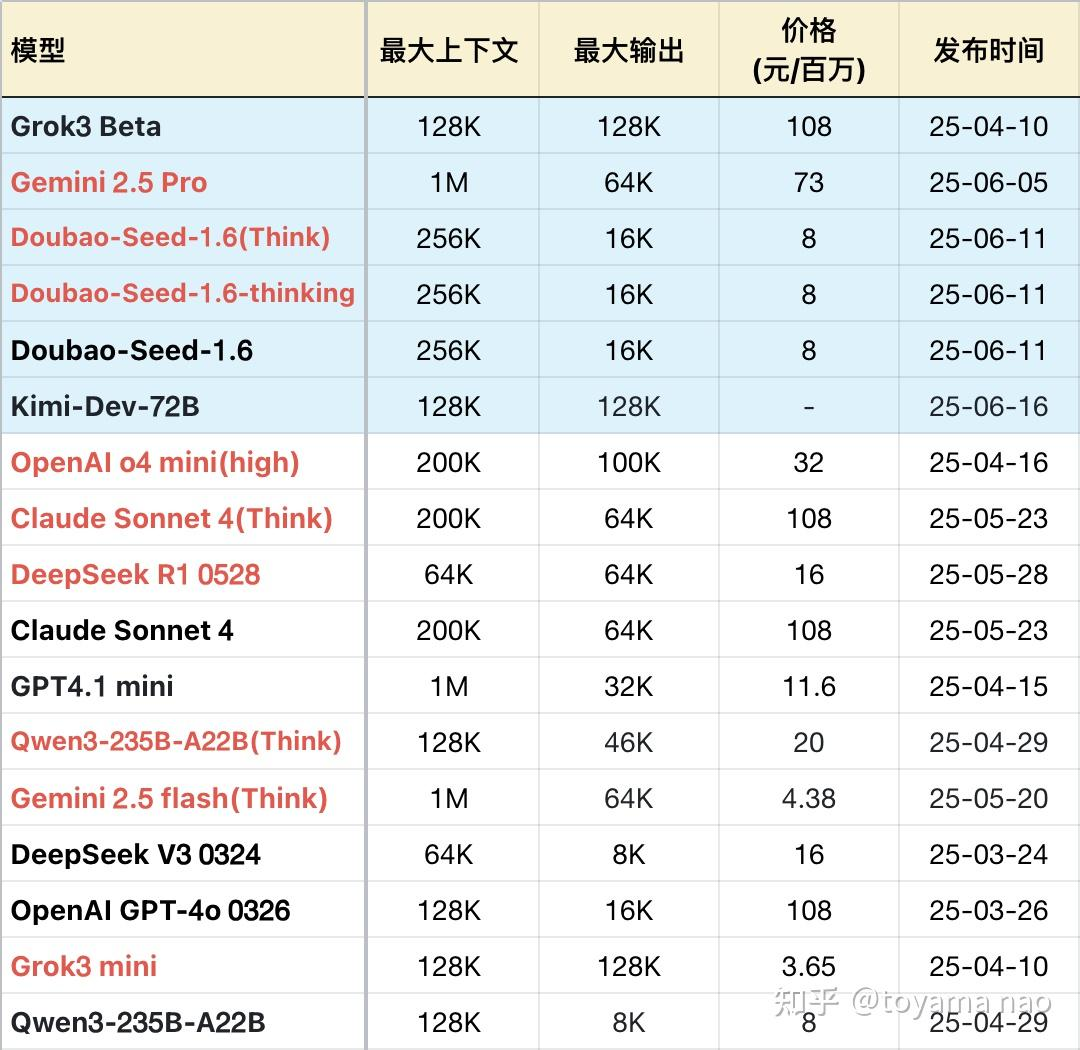 模型 最大上下文 最大输出 价格 (元/百万) 发布时间
Grok3 Beta 128K 128K 108 25-04-10
Gemini 2.5 Pro 1M 64K 73 25-06-05
Doubao-Seed-1.6(Think) 256K 16K 8 25-06-11
Doubao-Seed-1.6-thinking 256K 16K 8 25-06-11
Doubao-Seed-1.6 256K 16K 8 25-06-11
Kimi-Dev-72B 128K 128K - 25-06-16
OpenAI o4 mini(high) 200K 100K 32 25-04-16
Claude Sonnet 4(Think) 200K 64K 108 25-05-23
DeepSeek R1 0528 64K 64K 16 25-05-28
Claude Sonnet 4 200K 64K 108 25-05-23
GPT4.1 mini 1M 32K 11.6 25-04-15
Qwen3-235B-A22B(Think) 128K 46K 20 25-04-29
Gemini 2.5 flash(Think) 1M 64K 4.38 25-05-20
DeepSeek V3 0324 64K 8K 16 25-03-24
OpenAI GPT-4o 0326 128K 16K 108 25-03-26
Grok3 mini 128K 128K 3.65 25-04-10
Qwen3-235B-A22B 128K 8K 8 25-04-29
知乎 @toyama nao